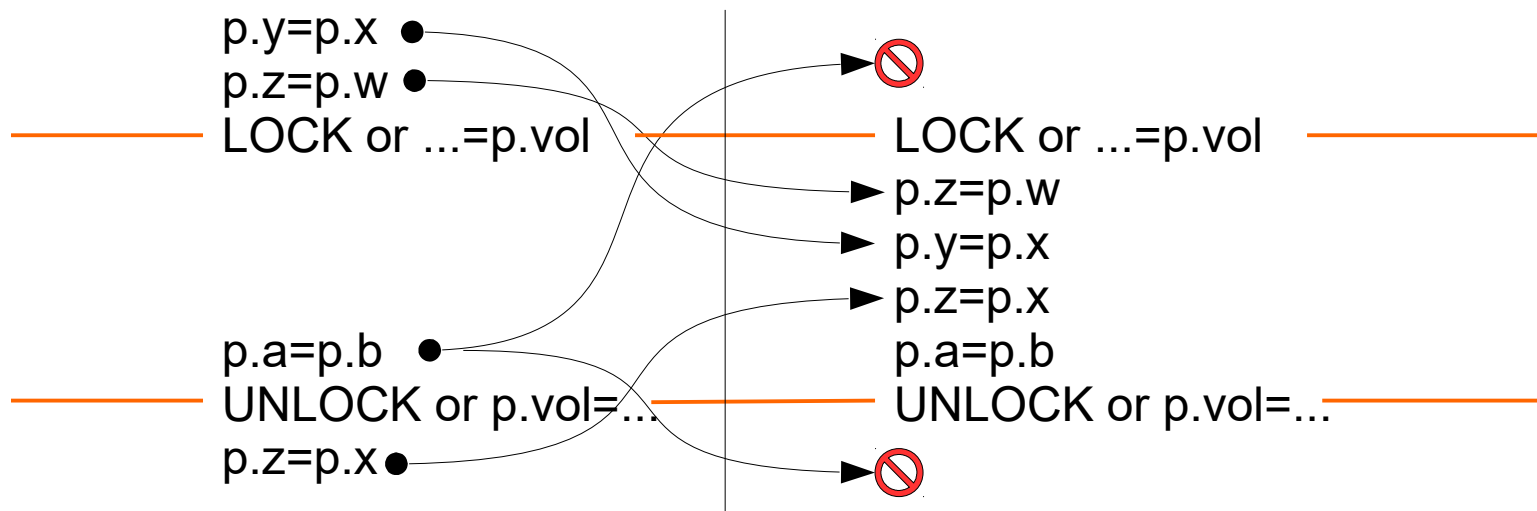 p.y=p.x
p.z=p.w
LOCK or ...=p.vol
p.a=p.b
UNLOCK or p.vol=...
p.z=p.x
LOCK or ...=p.vol
p.z=p.w
p.y=p.x
p.z=p.x
p.a=p.b
UNLOCK or p.vol=...